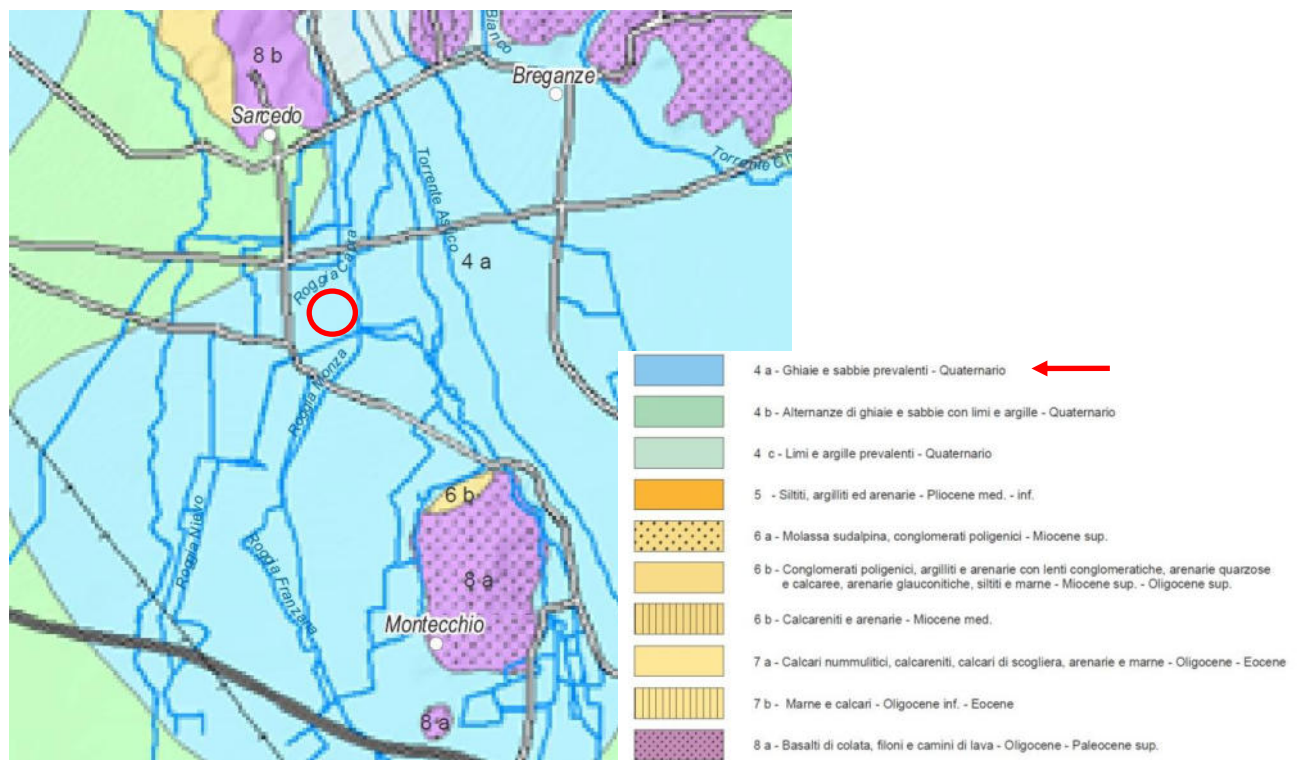 Bianco
8 b
Breganze
Sarcedo
Torrente Ch
Torrente Astico
4 a
Roggia Capra
Roggia Monza
6 b
Roggia Nievo
Roggia Franzana
8 a
Montecchio
8 a
4 a - Ghiaie e sabbie prevalenti - Quaternario
4 b - Alternanze di ghiaie e sabbie con limi e argille - Quaternario
4 c - Limi e argille prevalenti - Quaternario
5 - Siltiti, argilliti ed arenarie - Pliocene med. - inf.
6 a - Molassa sudalpina, conglomerati poligenici - Miocene sup.
6 b - Conglomerati poligenici, argilliti e arenarie con lenti conglomeratiche, arenarie quarzose
e calcaree, arenarie glauconitiche, siltiti e marne - Miocene sup. - Oligocene sup.
6 b - Calcareniti e arenarie - Miocene med.
7 a - Calcari nummulitici, calcareniti, calcari di scogliera, arenarie e marne - Oligocene - Eocene
7 b - Marne e calcari - Oligocene inf. - Eocene
8 a - Basalti di colata, filoni e camini di lava - Oligocene - Paleocene sup.